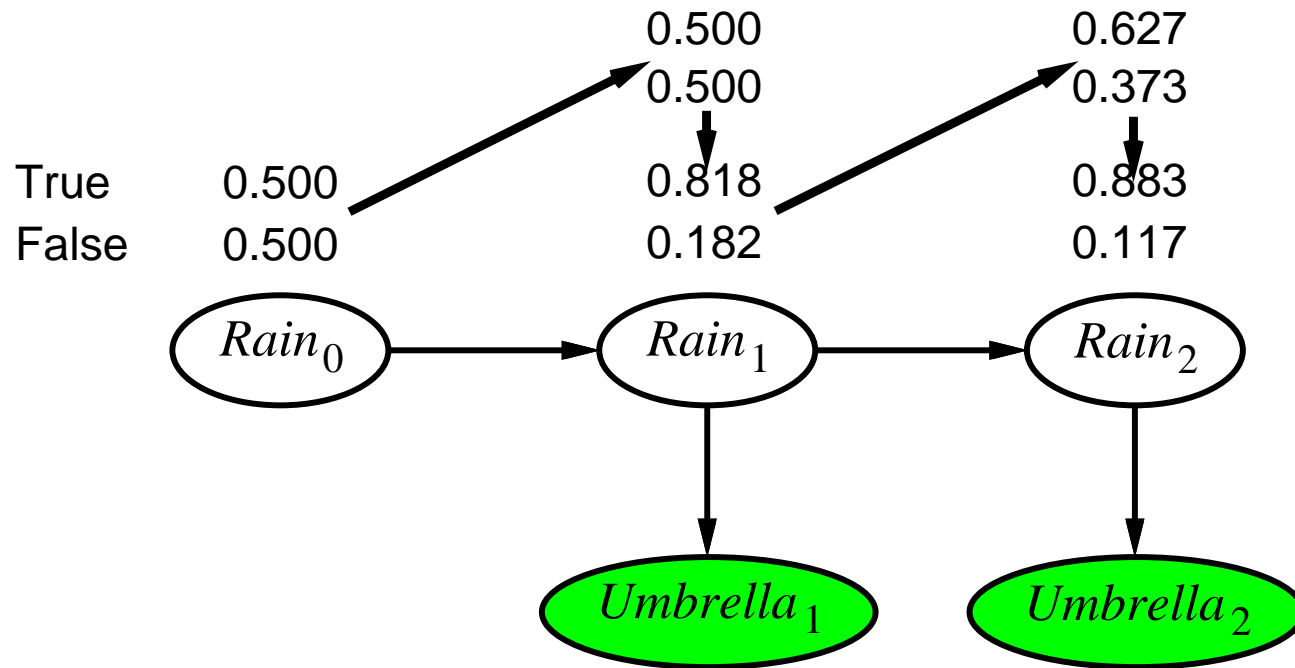 0.500 0.627
0.500 0.373
True 0.500 0.818 0.883
False 0.500 0.182 0.117
Rain0 Rain1 Rain2
Umbrella1 Umbrella2